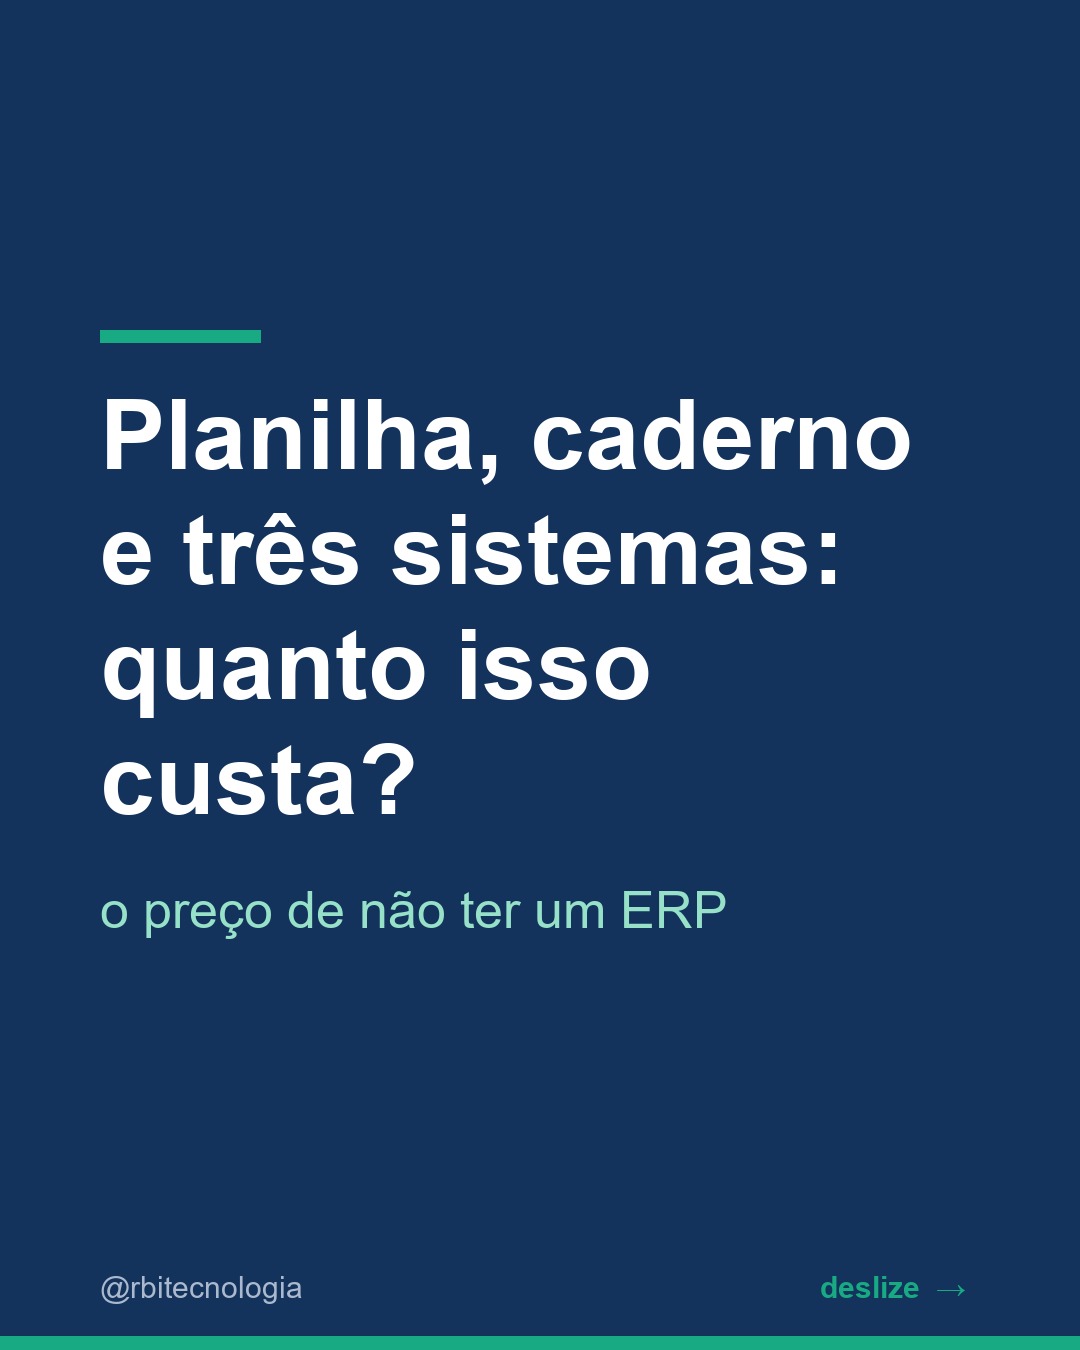 Planilha, caderno
e três sistemas:
quanto isso
custa?
o preço de não ter um ERP
@rbitecnologia
deslize →